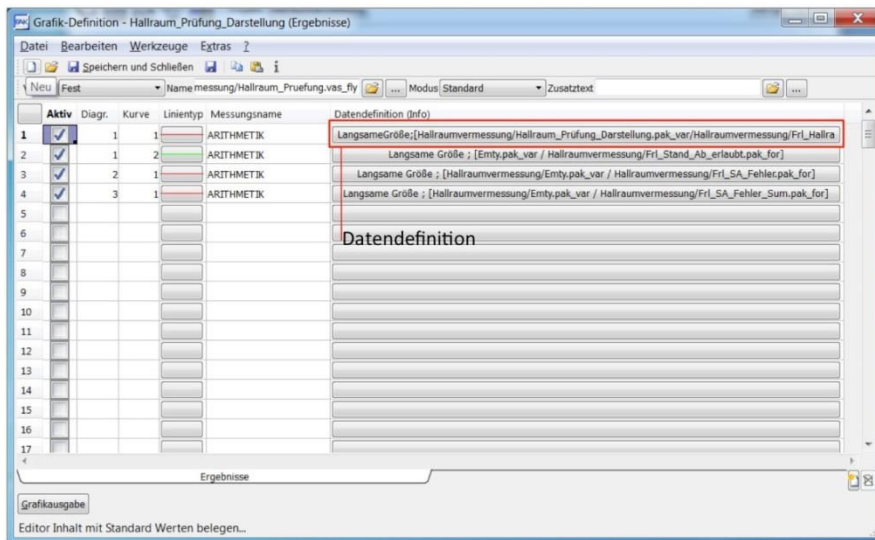 Grafik-Definition - Hallraum_Prüfung_Darstellung (Ergebnisse)
Datei Bearbeiten Werkzeuge Extras ?
Speichern und Schließen
Neu Fest Name messung/Hallraum_Pruefung.vas_fly ... Modus Standard Zusatztext ...
Aktiv Diagr. Kurve Linientyp Messungsname Datendefinition (Info)
1 1 1 ARITHMETIK LangsameGröße;[Hallraumvermessung/Hallraum_Prüfung_Darstellung.pak_var/Hallraumvermessung/Frl_Hallra
2 1 2 ARITHMETIK Langsame Größe ; [Emty.pak_var / Hallraumvermessung/Frl_Stand_Ab_erlaubt.pak_for]
3 2 1 ARITHMETIK Langsame Größe ; [Hallraumvermessung/Emty.pak_var / Hallraumvermessung/Frl_SA_Fehler.pak_for]
4 3 1 ARITHMETIK Langsame Größe ; [Hallraumvermessung/Emty.pak_var / Hallraumvermessung/Frl_SA_Fehler_Sum.pak_for]
5
6
Datendefinition
7
8
9
10
11
12
13
14
15
16
17
Ergebnisse
Grafikausgabe
Editor Inhalt mit Standard Werten belegen...